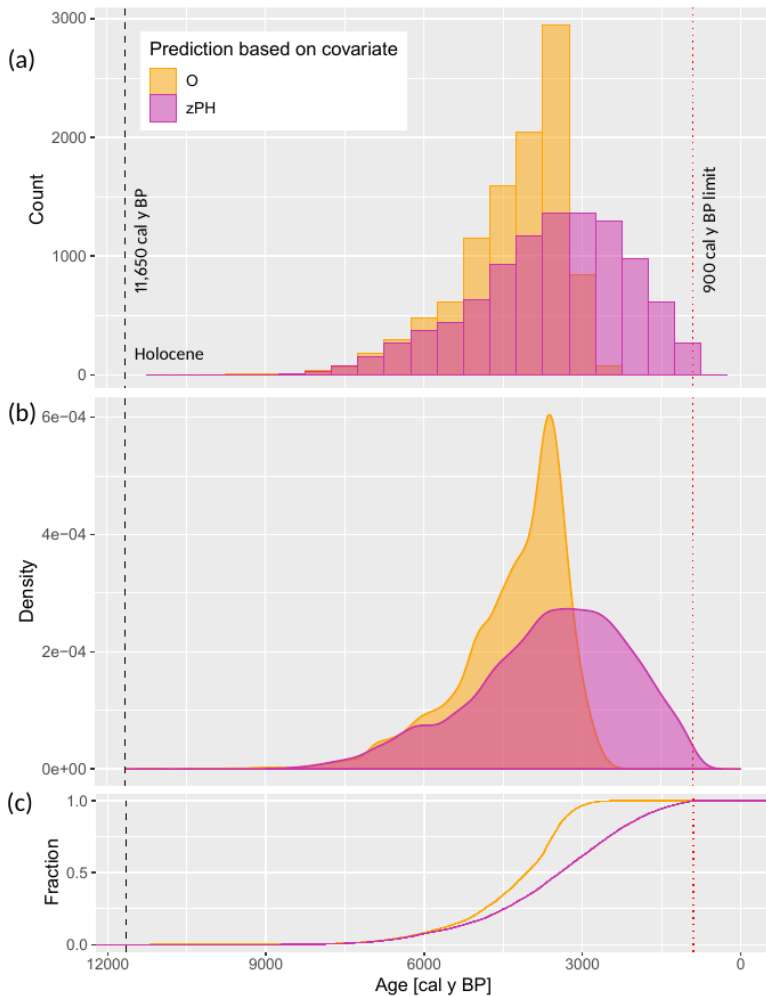 (a)
3000
2000
1000
0
Count
Prediction based on covariate
O
zPH
11,650 cal y BP
Holocene
900 cal y BP limit
(b)
6e−04
4e−04
2e−04
0e+00
Density
(c)
1.0
0.5
0.0
Fraction
12000 9000 6000 3000 0
Age [cal y BP]